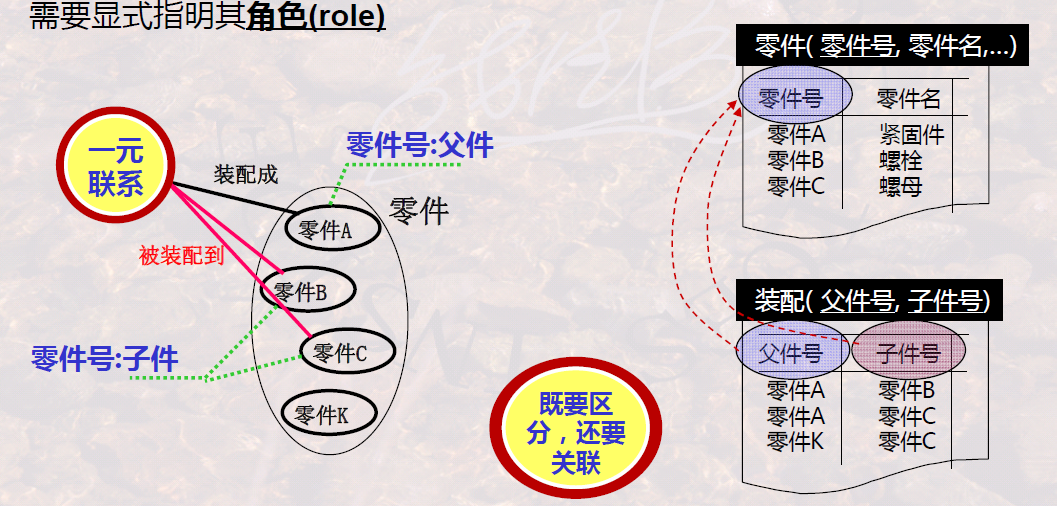 需要显式指明其角色(role)
一元
联系
装配成
被装配到
零件号:父件
零件
零件A
零件B
零件C
零件K
零件号:子件
既要区
分，还要
关联
零件( 零件号, 零件名,...)
零件号 零件名
零件A 紧固件
零件B 螺栓
零件C 螺母
装配( 父件号, 子件号)
父件号 子件号
零件A 零件B
零件A 零件C
零件K 零件C